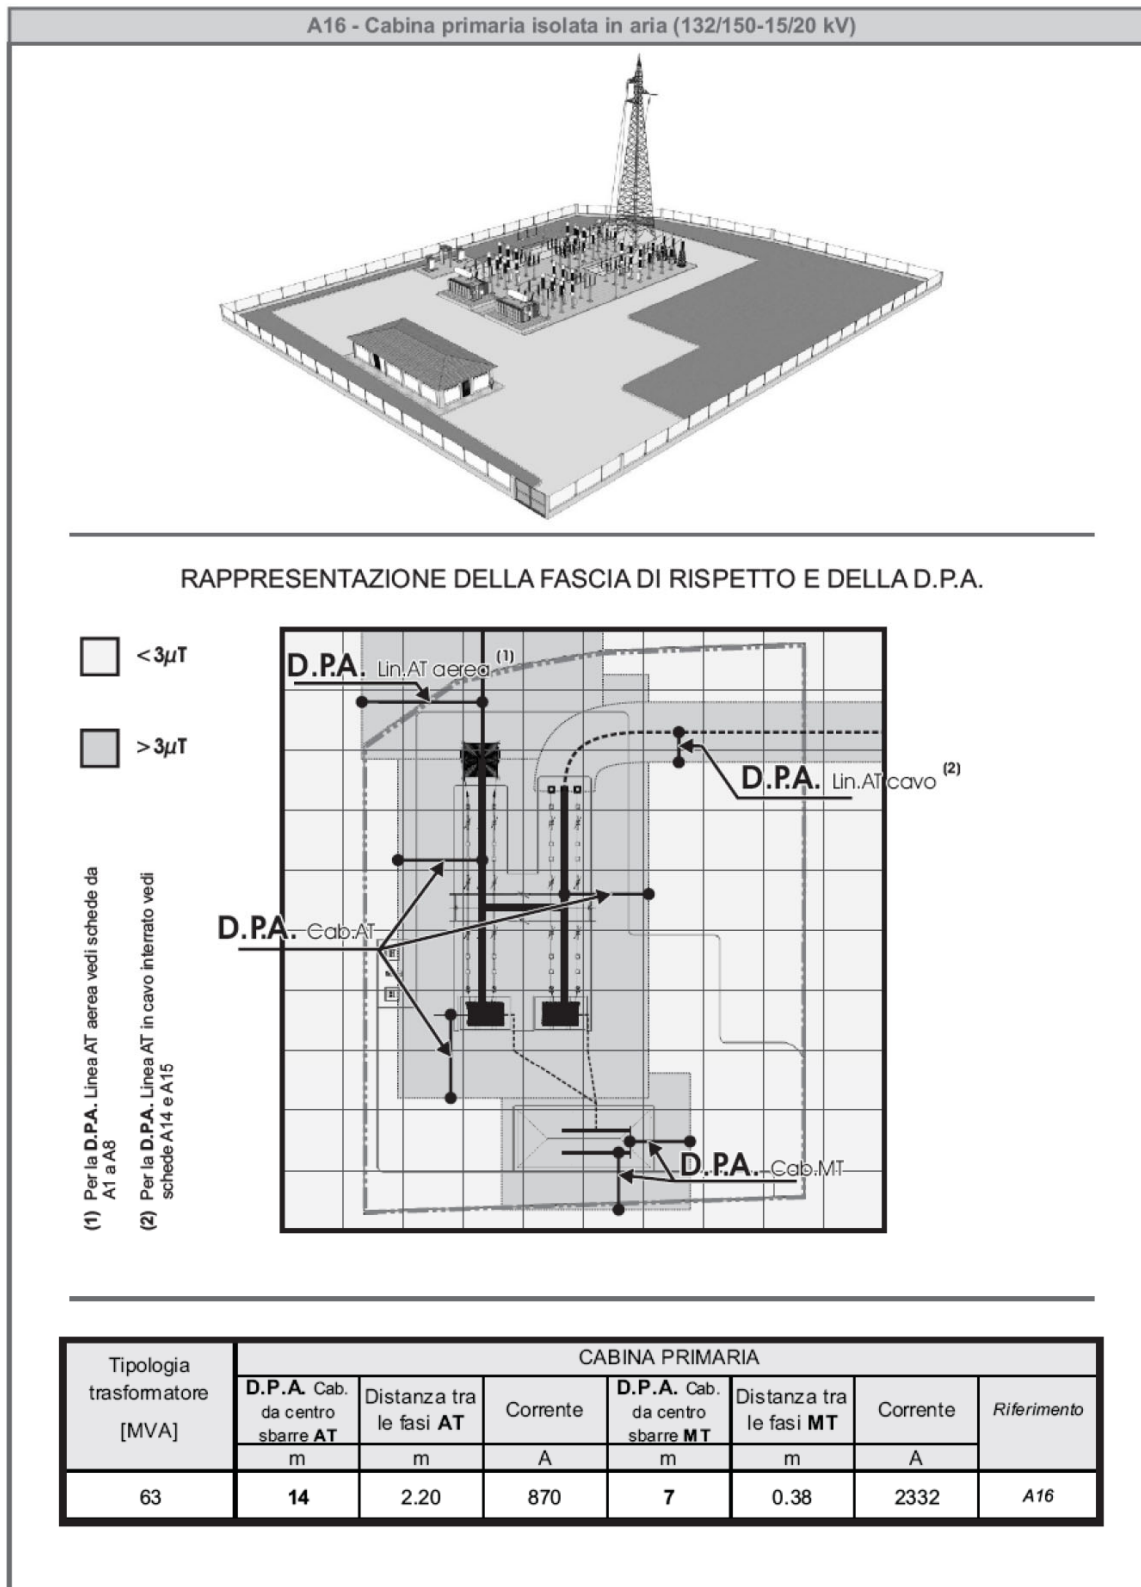 A16 - Cabina primaria isolata in aria (132/150-15/20 kV)
RAPPRESENTAZIONE DELLA FASCIA DI RISPETTO E DELLA D.P.A.
<3μT
>3μT
D.P.A. Lin.AT aerea (1)
D.P.A. Lin.AT cavo (2)
D.P.A. Cab.AT
D.P.A. Cab.MT
(1) Per la D.P.A. Linea AT aerea vedi schede da
A1 a A8
(2) Per la D.P.A. Linea AT in cavo interrato vedi
schede A14 e A15
Tipologia
trasformatore
[MVA]
CABINA PRIMARIA
D.P.A. Cab.
da centro
sbarre AT
Distanza tra
le fasi AT
Corrente
D.P.A. Cab.
da centro
sbarre MT
Distanza tra
le fasi MT
Corrente
Riferimento
m m A m m A
63 14 2.20 870 7 0.38 2332 A16